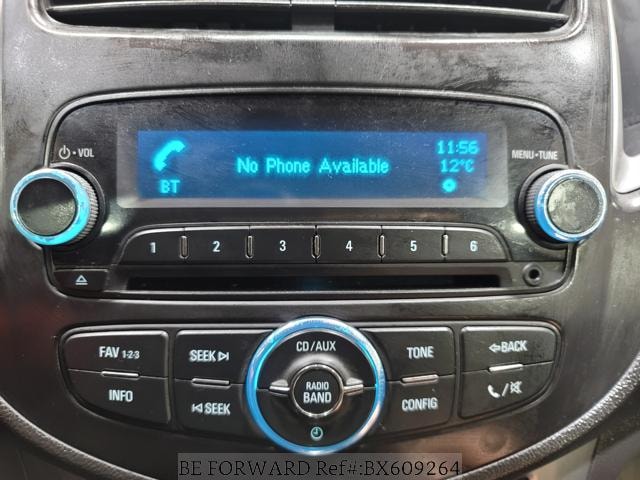 11:56
VOL
No Phone Available
12°C
MENU•TUNE
BT
1 2 3 4 5 6
FAV 1-2-3
SEEK
CD/AUX
TONE
BACK
INFO
SEEK
RADIO
BAND
CONFIG
BE FORWARD Ref#:BX609264